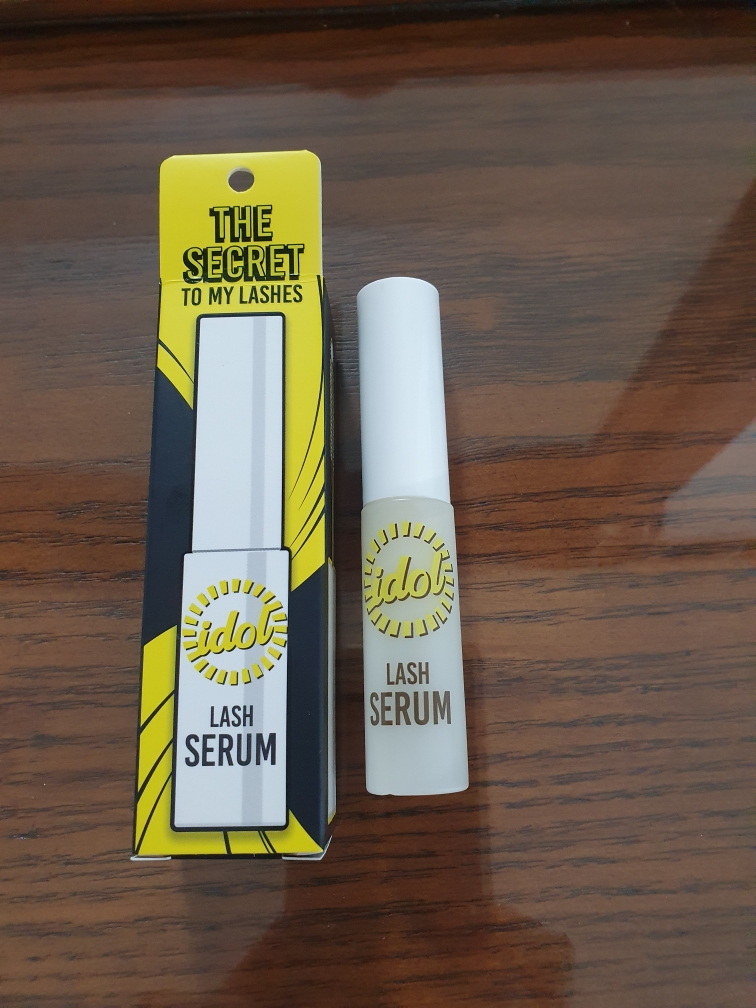 THE
SECRET
TO MY LASHES
idol
LASH
SERUM
idol
LASH
SERUM